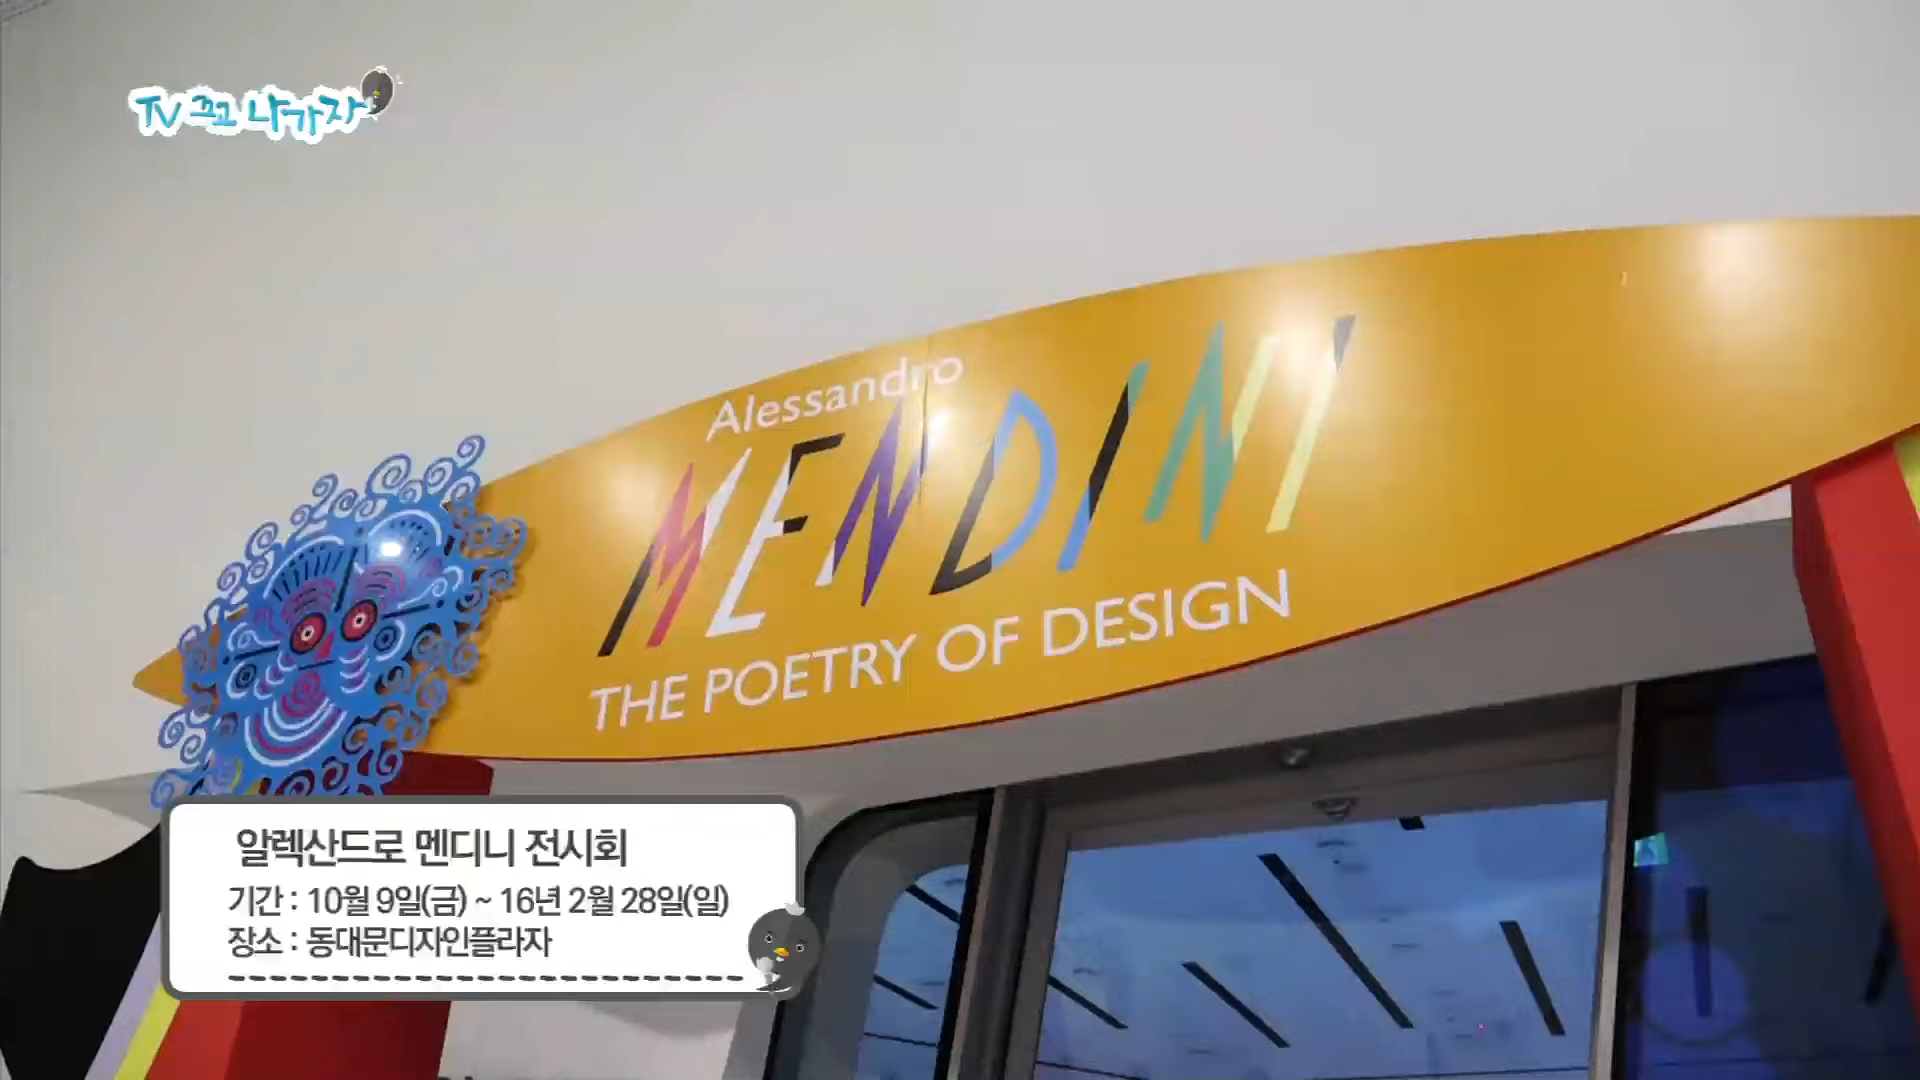 TV 꼬꼬 나가자
Alessandro
MENDINI
THE POETRY OF DESIGN
알렉산드로 멘디니 전시회
기간 : 10월 9일(금) ~ 16년 2월 28일(일)
장소 : 동대문디자인플라자